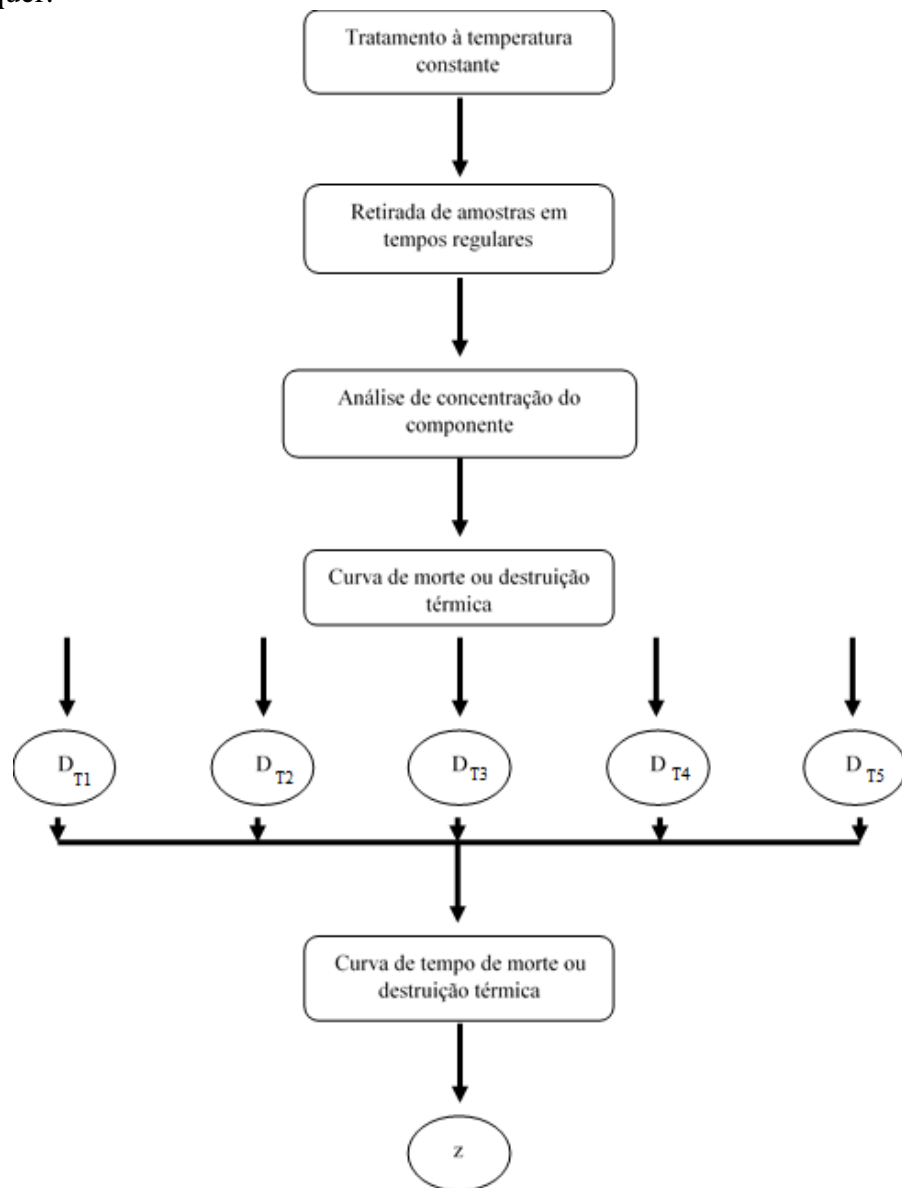 Tratamento à temperatura
constante
Retirada de amostras em
tempos regulares
Análise de concentração do
componente
Curva de morte ou destruição
térmica
D T1 D T2 D T3 D T4 D T5
Curva de tempo de morte ou
destruição térmica
z